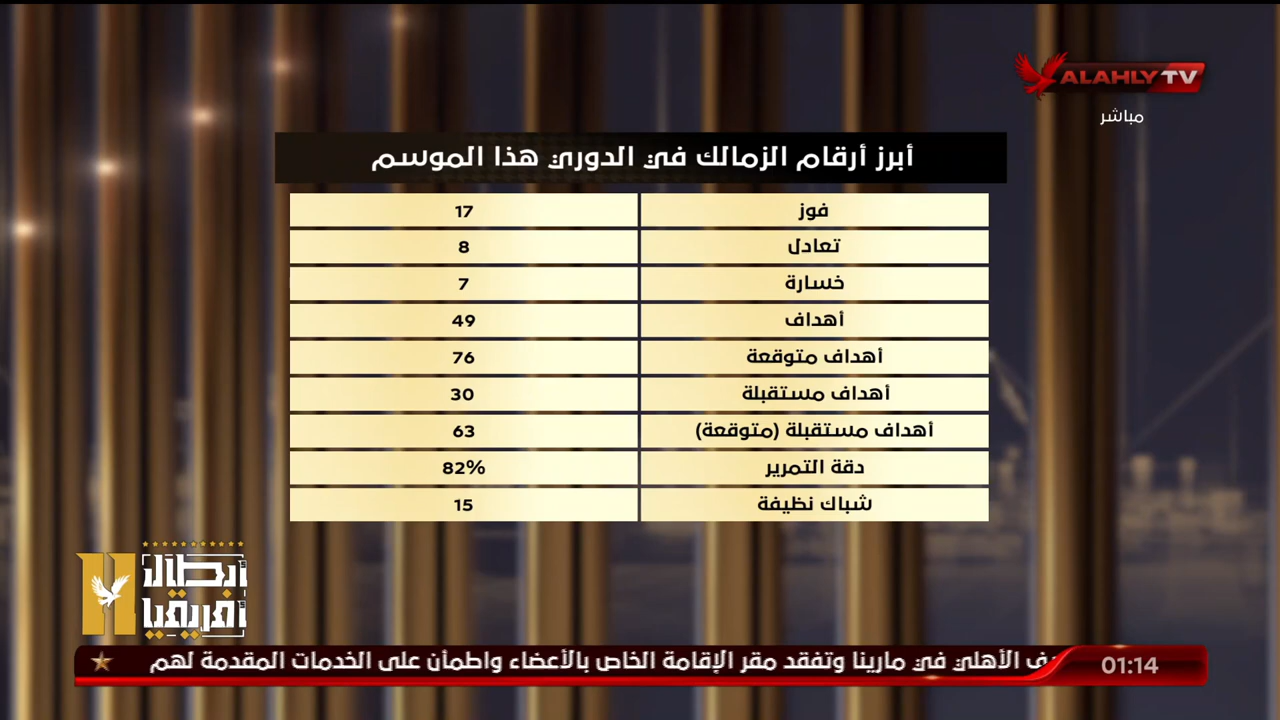 ALAHLY TV
مباشر
أبرز أرقام الزمالك في الدوري هذا الموسم
فوز 17
تعادل 8
خسارة 7
أهداف 49
أهداف متوقعة 76
أهداف مستقبلة 30
أهداف مستقبلة (متوقعة) 63
دقة التمرير 82%
شباك نظيفة 15
11 أبطال
أفريقيا
01:14
الأهلي في مارينا وتفقد مقر الإقامة الخاص بالأعضاء واطمأن على الخدمات المقدمة لهم